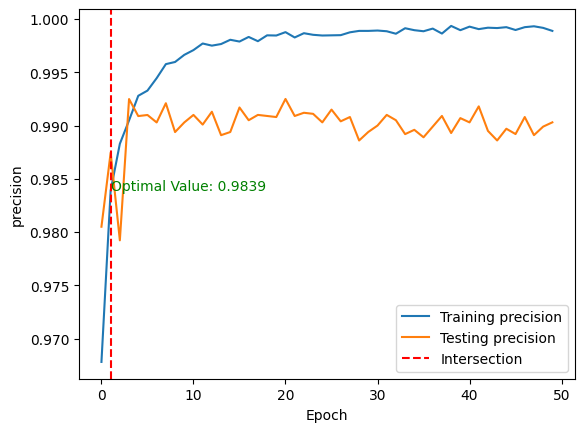 1.000
0.995
0.990
0.985
0.980
0.975
0.970
precision
Optimal Value: 0.9839
Training precision
Testing precision
Intersection
0 10 20 30 40 50
Epoch